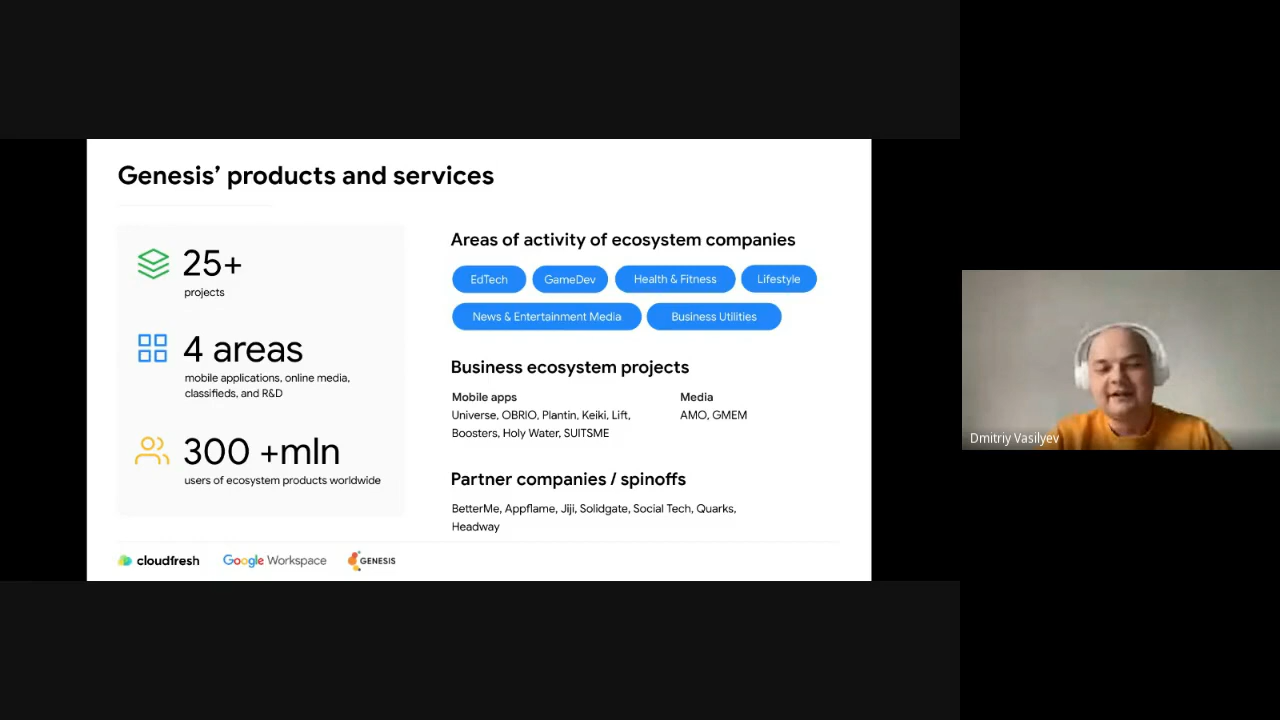 Genesis’ products and services
25+
projects
4 areas
mobile applications, online media,
classifieds, and R&D
300 +mln
users of ecosystem products worldwide
Areas of activity of ecosystem companies
EdTech
GameDev
Health & Fitness
Lifestyle
News & Entertainment Media
Business Utilities
Business ecosystem projects
Mobile apps
Universe, OBRIO, Plantin, Keiki, Lift,
Boosters, Holy Water, SUITSME
Media
AMO, GMEM
Partner companies / spinoffs
BetterMe, Appflame, Jiji, Solidgate, Social Tech, Quarks,
Headway
cloudfresh
Google Workspace
GENESIS
Dmitriy Vasilyev